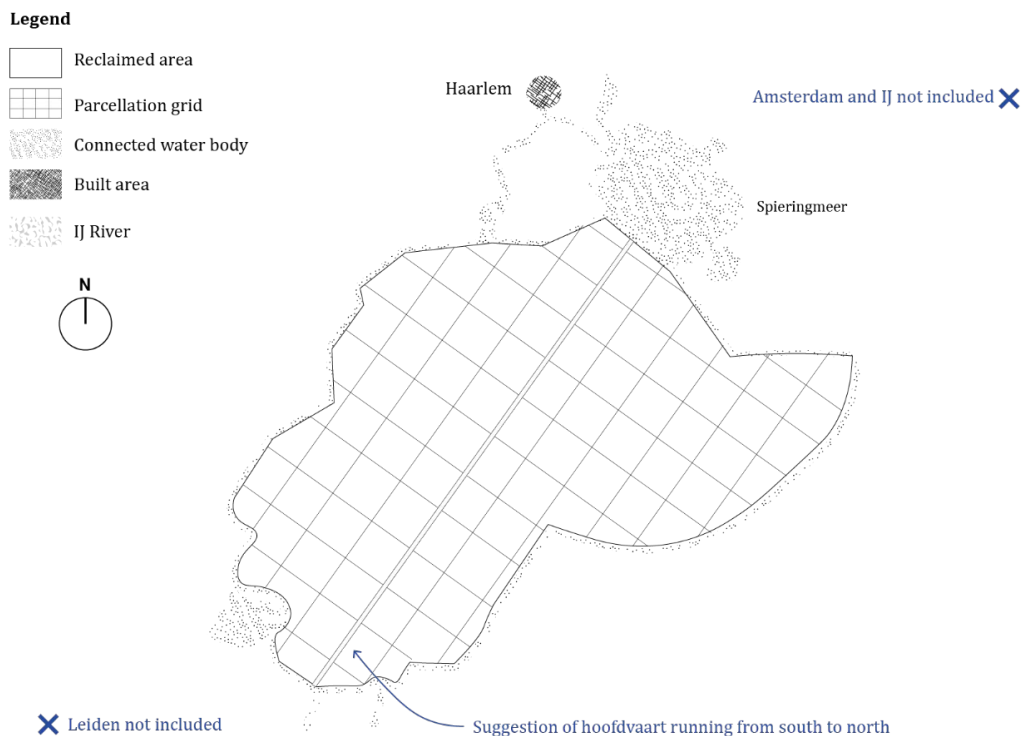 Legend
Reclaimed area
Parcellation grid
Connected water body
Built area
IJ River
N
Haarlem
Amsterdam and IJ not included
Spieringmeer
Leiden not included
Suggestion of hoofdvaart running from south to north